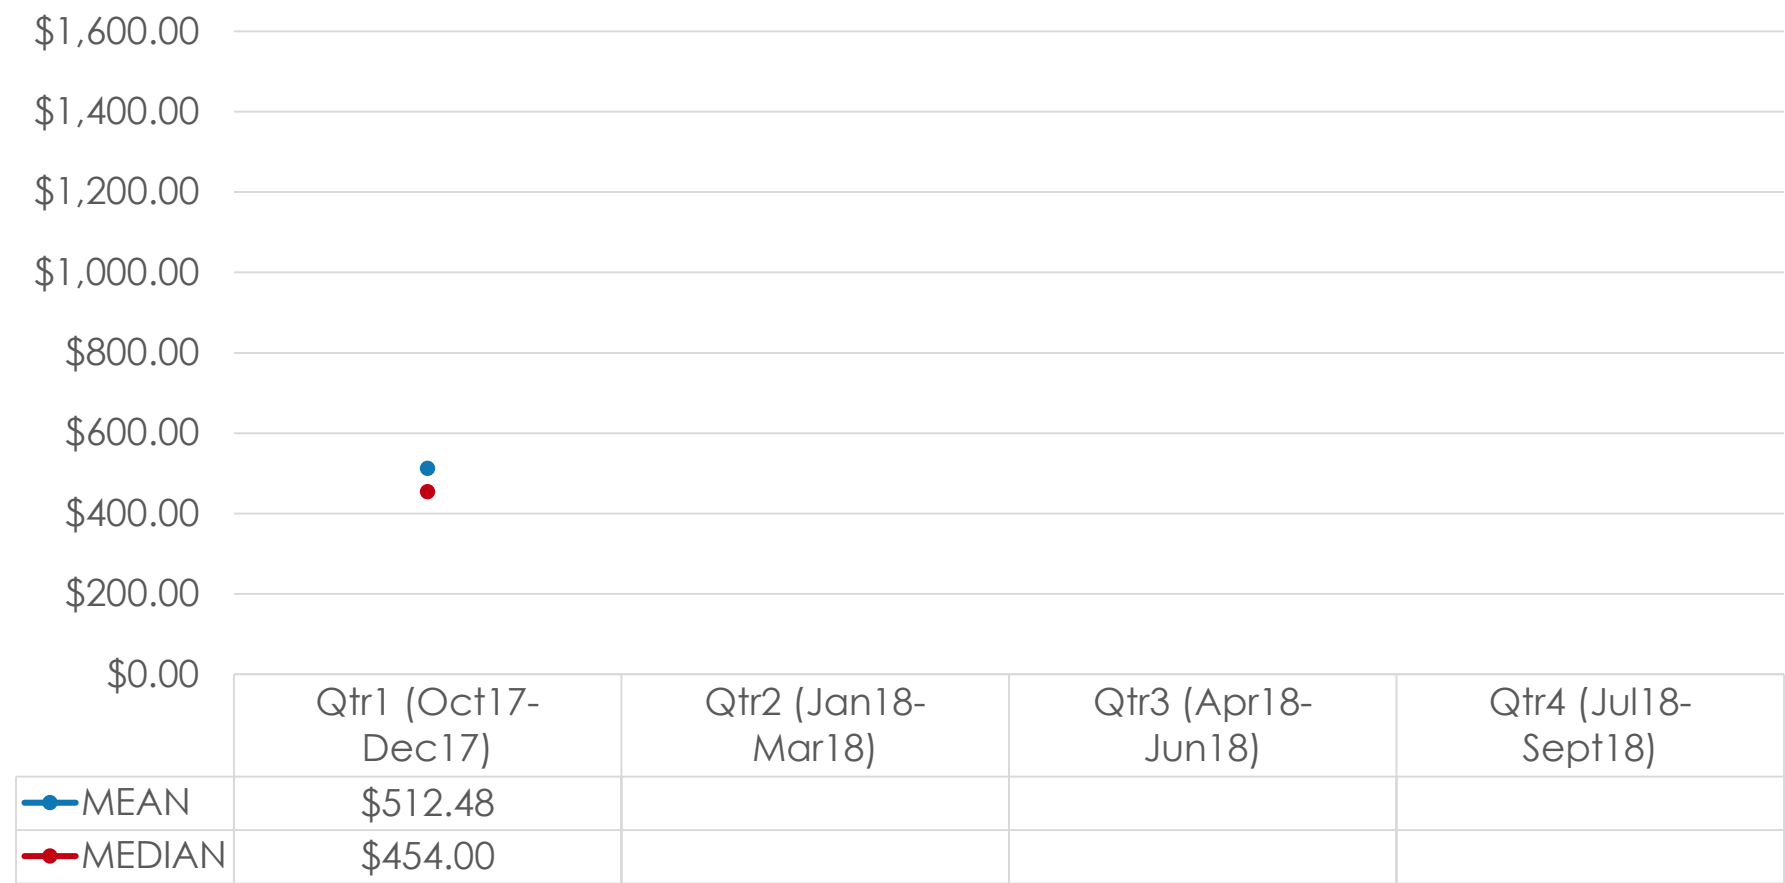 $1,600.00
$1,400.00
$1,200.00
$1,000.00
$800.00
$600.00
$400.00
$200.00
$0.00
Qtr1 (Oct17-
Dec17)
Qtr2 (Jan18-
Mar18)
Qtr3 (Apr18-
Jun18)
Qtr4 (Jul18-
Sept18)
MEAN $512.48
MEDIAN $454.00